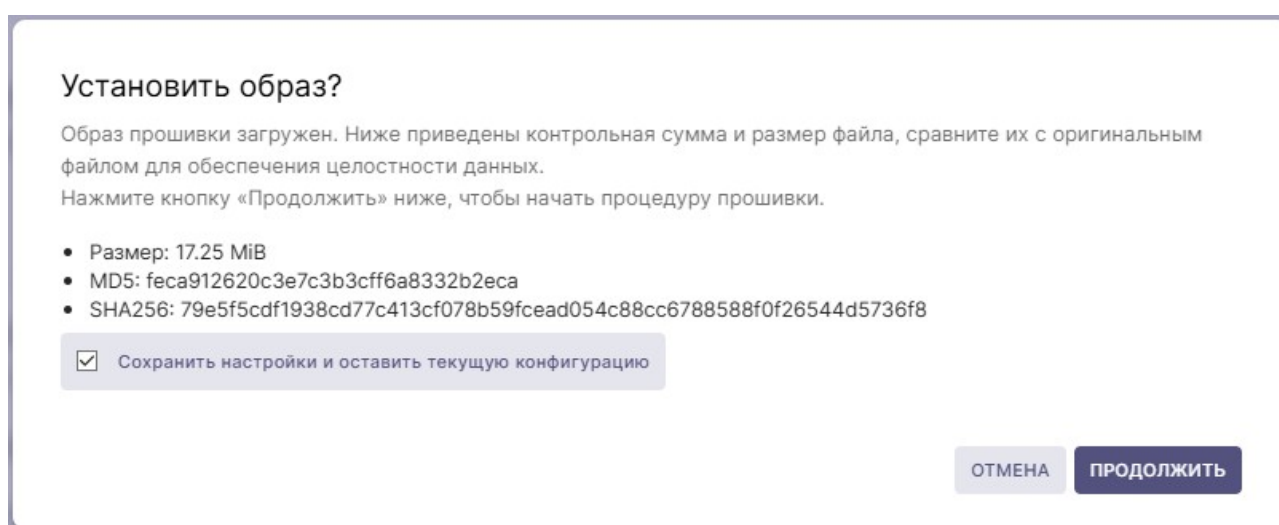 Установить образ?
Образ прошивки загружен. Ниже приведены контрольная сумма и размер файла, сравните их с оригинальным
файлом для обеспечения целостности данных.
Нажмите кнопку «Продолжить» ниже, чтобы начать процедуру прошивки.
• Размер: 17.25 MiB
• MD5: feca912620c3e7c3b3cff6a8332b2eca
• SHA256: 79e5f5cdf1938cd77c413cf078b59fcead054c88cc6788588f0f26544d5736f8
Сохранить настройки и оставить текущую конфигурацию
ОТМЕНА ПРОДОЛЖИТЬ